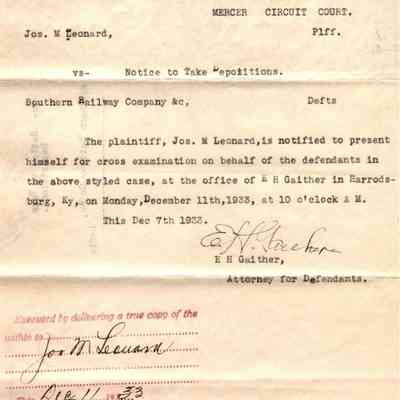 MERCER CIRCUIT COURT.
Jos. M Leonard, Plff.
vs- Notice to Take Depoitions.
Southern Railway Company &c, Defts
The plaintiff, Jos. M Leonard,is notified to present
himself for cross examination on behalf of the defendants in
the above styled case, at the office of E H Gaither in Harrods-
burg, Ky,on Monday,December 11th,1933, at 10 o'clock A M.
This Dec 7th 1933.
E.H. Gaither
E H Gaither,
Attorney for Defendants.
Executed by delivering a true copy of the
within to
Jos M Leonard
Dec 11 1933